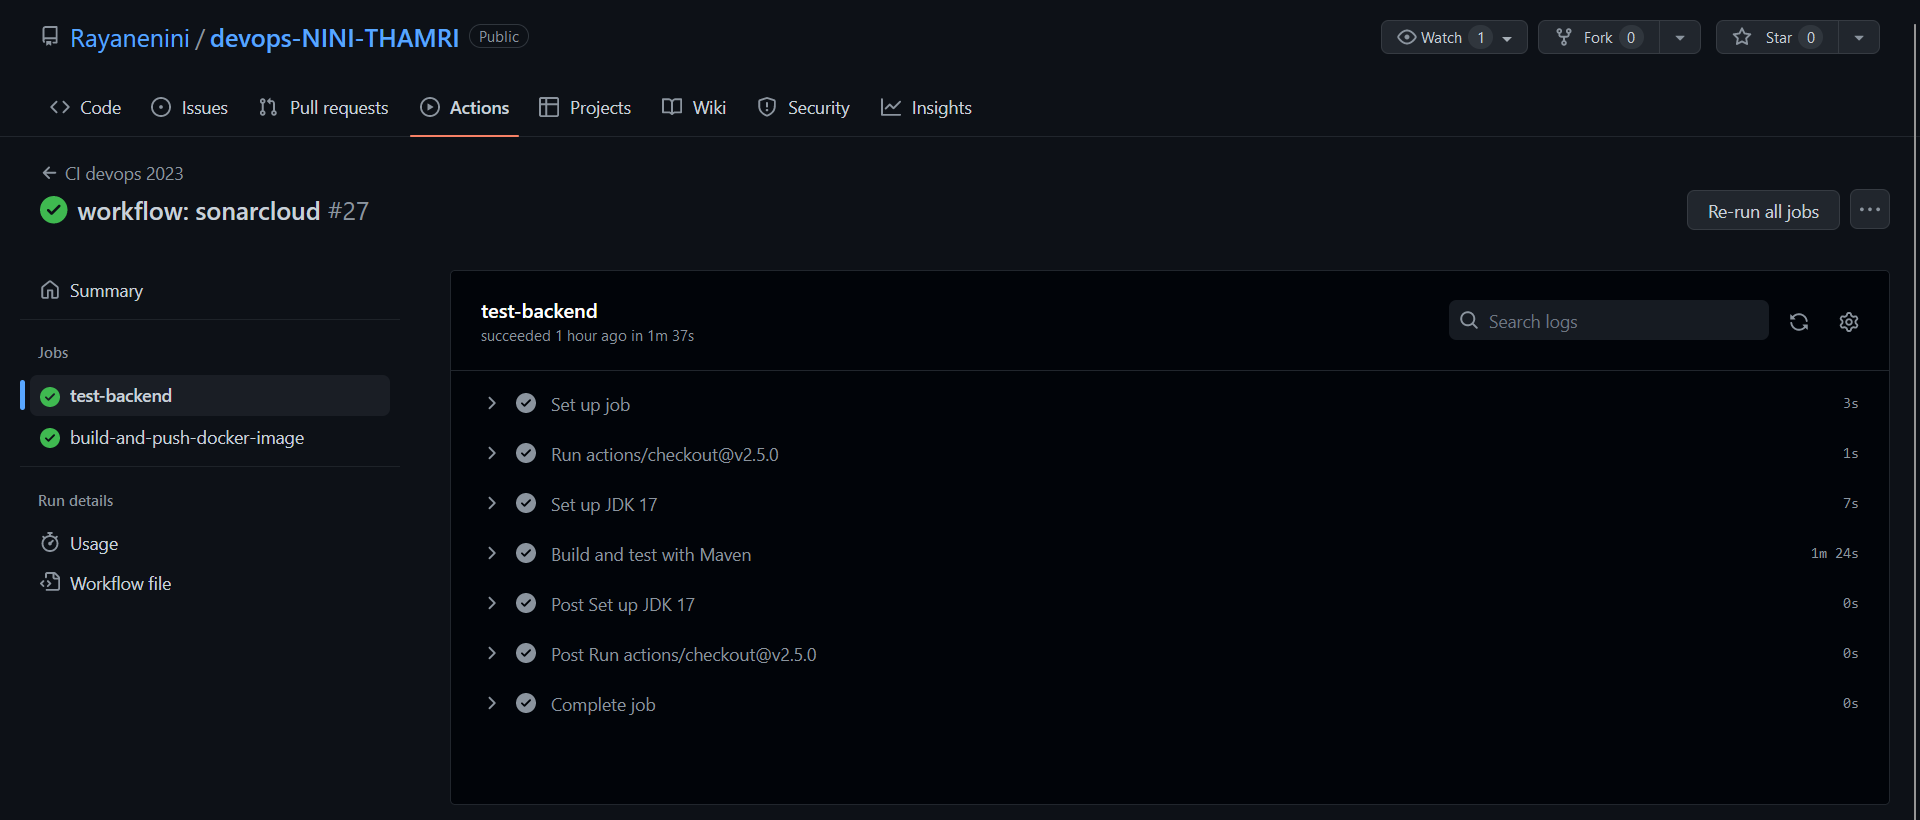 Rayanenini / devops-NINI-THAMRI Public
Watch 1 Fork 0 Star 0
Code Issues Pull requests Actions Projects Wiki Security Insights
CI devops 2023
workflow: sonarcloud #27
Re-run all jobs
Summary
Jobs
test-backend
build-and-push-docker-image
Run details
Usage
Workflow file
test-backend
succeeded 1 hour ago in 1m 37s
Search logs
Set up job 3s
Run actions/checkout@v2.5.0 1s
Set up JDK 17 7s
Build and test with Maven 1m 24s
Post Set up JDK 17 0s
Post Run actions/checkout@v2.5.0 0s
Complete job 0s